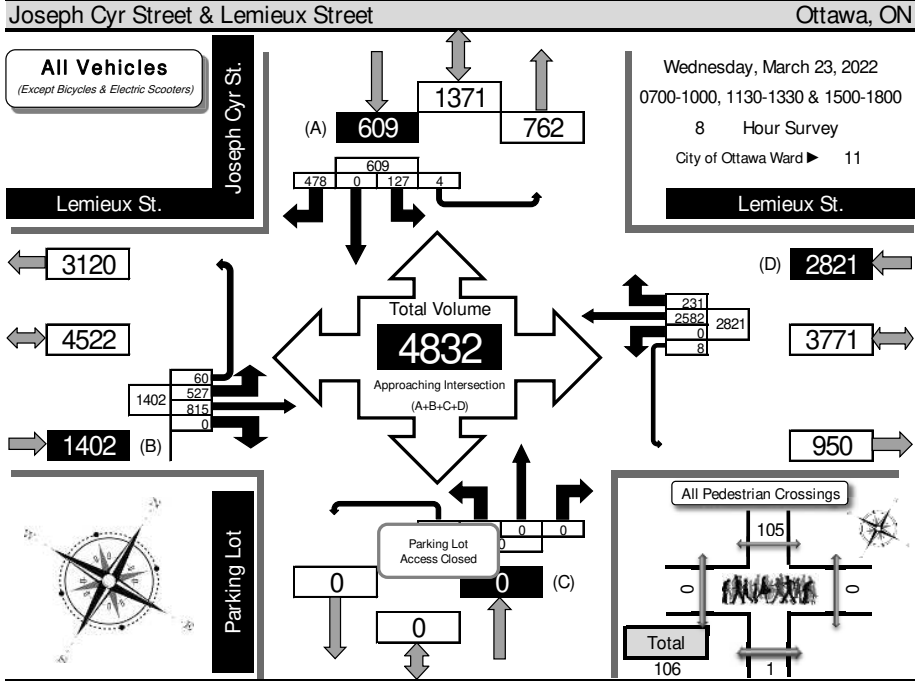 Joseph Cyr Street & Lemieux Street
Ottawa, ON
All Vehicles
(Except Bicycles & Electric Scooters)
Joseph Cyr St.
Lemieux St.
1371
(A)
609
762
609
478 0 127 4
Wednesday, March 23, 2022
0700-1000, 1130-1330 & 1500-1800
8 Hour Survey
City of Ottawa Ward ► 11
Lemieux St.
3120
4522
60
1402
527
815
0
1402
(B)
Total Volume
4832
Approaching Intersection
(A+B+C+D)
231
2582
2821
0
8
(D)
2821
3771
950
Parking Lot
0 0
0
Parking Lot
Access Closed
0
0
(C)
0
All Pedestrian Crossings
105
0
0
Total
106
1
N
E
S
W